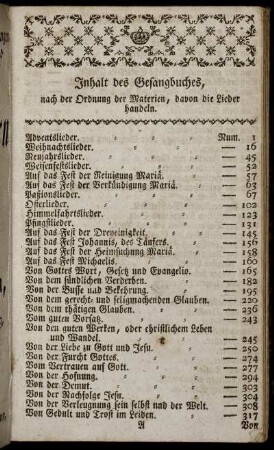 Inhalt des Gesangbuches,
nach der Ordnung der Materien, davon die Lieder
handeln.
Adventslieder. Num. 1
Weihnachtslieder. 16
Neujahrslieder. 45
Weisenfestslieder. 52
Auf das Fest der Reinigung Mariä. 57
Auf das Fest der Verkündigung Mariä. 63
Paßionslieder. 67
Osterlieder. 102
Himmelfahrtslieder. 123
Pfingstlieder. 131
Auf das Fest der Dreyeinigkeit. 145
Auf das Fest Johannis, des Täufers. 156
Auf das Fest der Heimsuchung Mariä. 158
Auf das Fest Michaelis. 160
Von Gottes Wort, Gesetz und Evangelio. 165
Von dem sündlichen Verderben. 182
Von der Busse und Bekehrung. 195
Von dem gerecht- und seligmachenden Glauben. 220
Von dem thätigen Glauben. 236
Vom guten Vorsatz. 243
Von den guten Werken, oder christlichem Leben
und Wandel. 245
Von der Liebe zu Gott und Jesu. 250
Von der Furcht Gottes. 274
Vom Vertrauen auf Gott. 277
Von der Hofnung. 294
Von der Demut. 303
Von der Nachfolge Jesu. 304
Von der Verleugnung sein selbst und der Welt. 308
Von Gedult und Trost im Leiden. 317
A Von